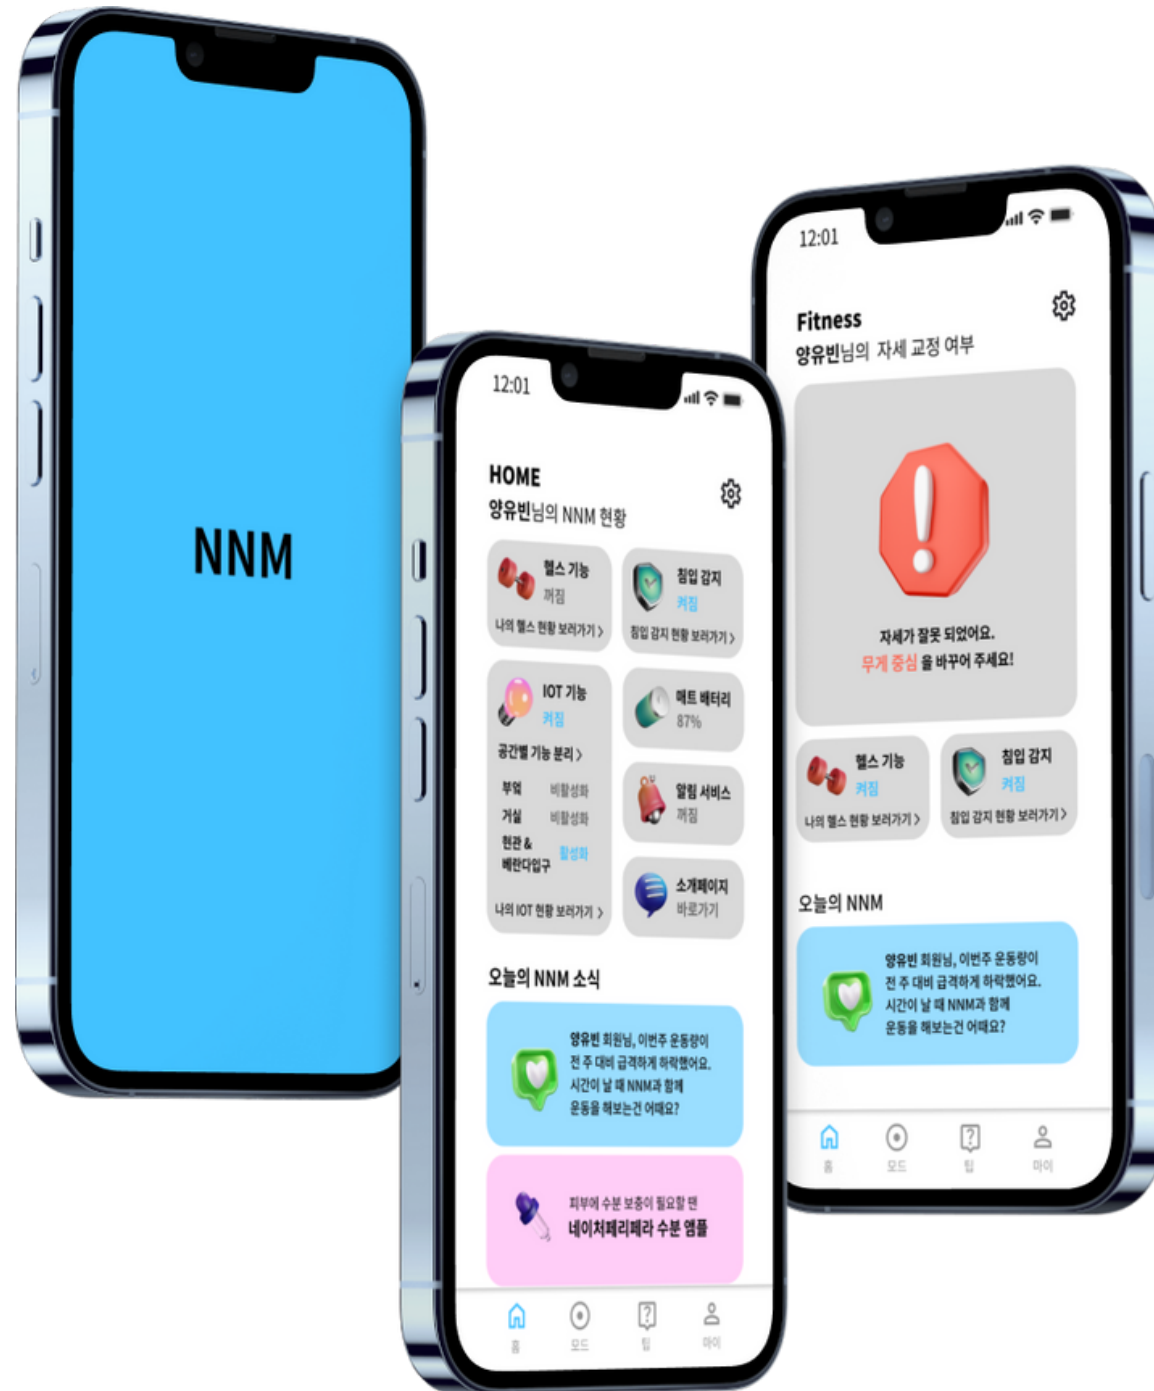 NNM
12:01
HOME
양유빈님의 NNM 현황
헬스 기능
꺼짐
나의 헬스 현황 보러가기 >
침입 감지
켜짐
침입 감지 현황 보러가기 >
IOT 기능
켜짐
공간별 기능 분리 >
부엌 비활성화
거실 비활성화
현관 &
베란다입구 활성화
나의 IOT 현황 보러가기 >
매트 배터리
87%
알림 서비스
꺼짐
소개페이지
바로가기
오늘의 NNM 소식
양유빈 회원님, 이번주 운동량이
전 주 대비 급격하게 하락했어요.
시간이 날 때 NNM과 함께
운동을 해보는건 어때요?
피부에 수분 보충이 필요할 땐
네이처페리페라 수분 앰플
홈 모드 팁 마이
12:01
Fitness
양유빈님의 자세 교정 여부
자세가 잘못 되었어요.
무게 중심 을 바꾸어 주세요!
헬스 기능
켜짐
나의 헬스 현황 보러가기 >
침입 감지
켜짐
침입 감지 현황 보러가기 >
오늘의 NNM
양유빈 회원님, 이번주 운동량이
전 주 대비 급격하게 하락했어요.
시간이 날 때 NNM과 함께
운동을 해보는건 어때요?
홈 모드 팁 마이